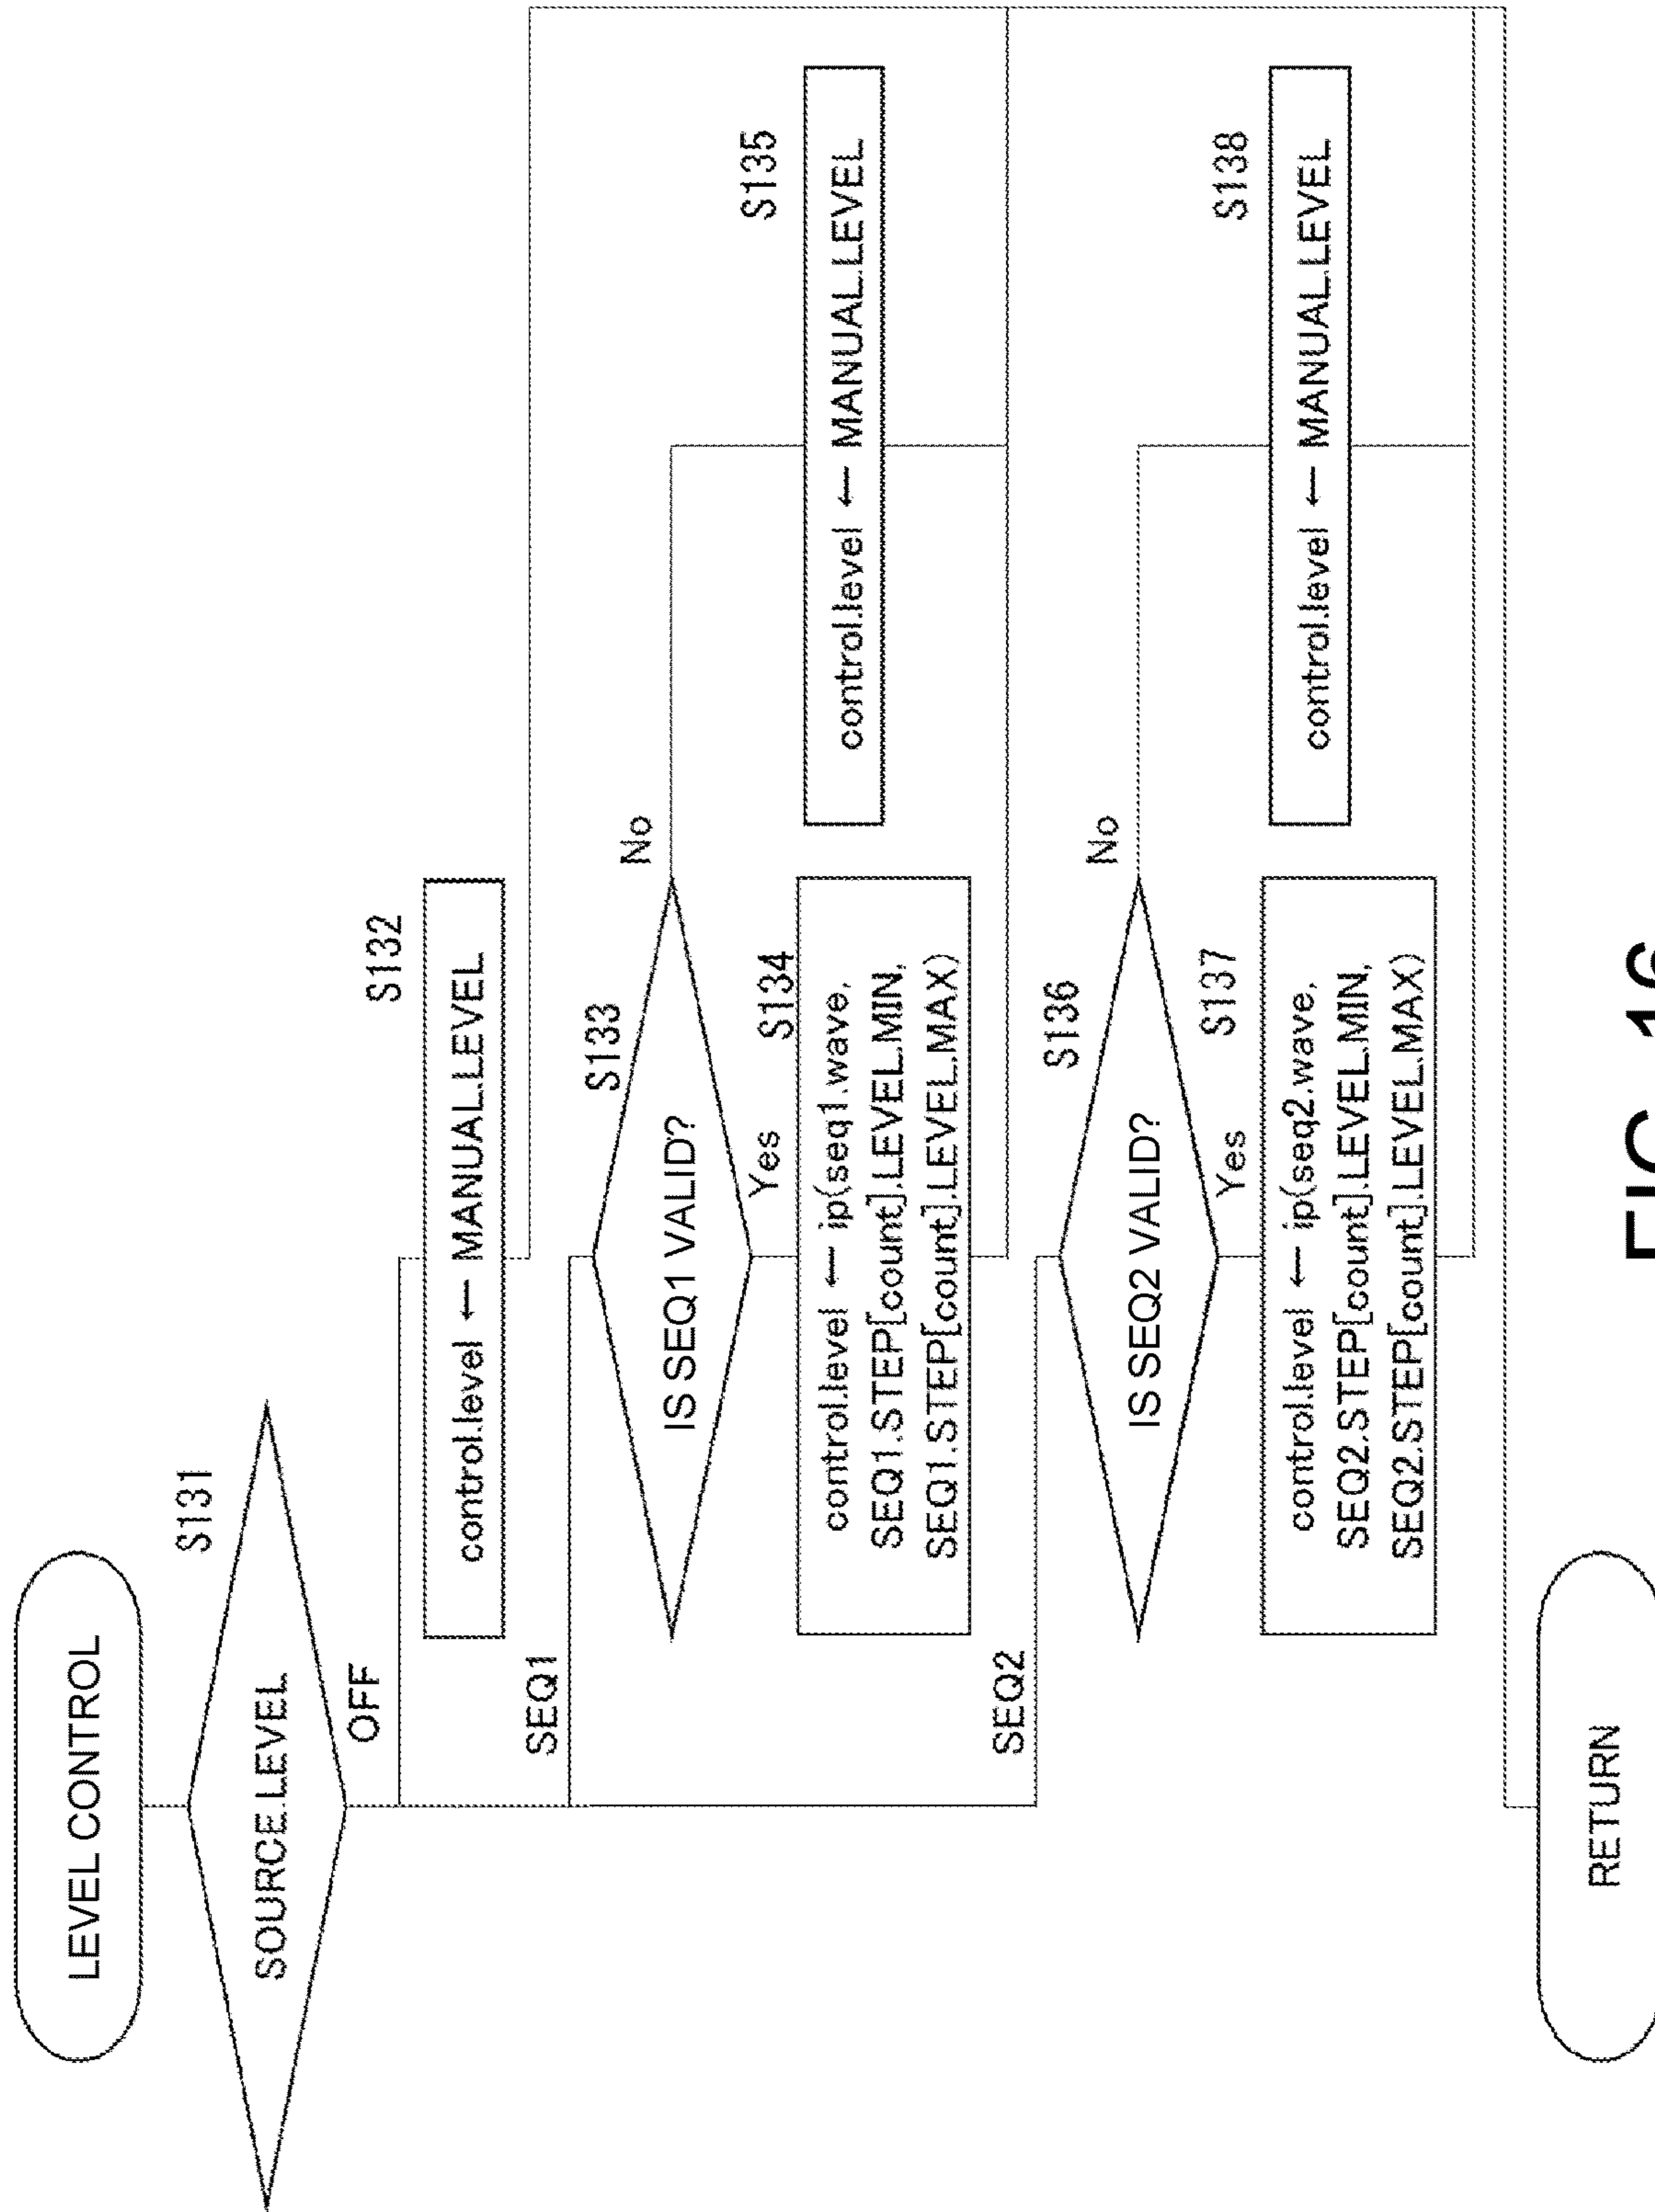 LEVEL CONTROL
S131
SOURCE.LEVEL
OFF
S132
control.level ← MANUAL.LEVEL
SEQ1
S133
IS SEQ1 VALID?
No
Yes
S134
control.level ← ip(seq1.wave,
SEQ1.STEP[count].LEVEL.MIN,
SEQ1.STEP[count].LEVEL.MAX)
S135
control.level ← MANUAL.LEVEL
SEQ2
S136
IS SEQ2 VALID?
No
Yes
S137
control.level ← ip(seq2.wave,
SEQ2.STEP[count].LEVEL.MIN,
SEQ2.STEP[count].LEVEL.MAX)
S138
control.level ← MANUAL.LEVEL
RETURN
FIG. 16